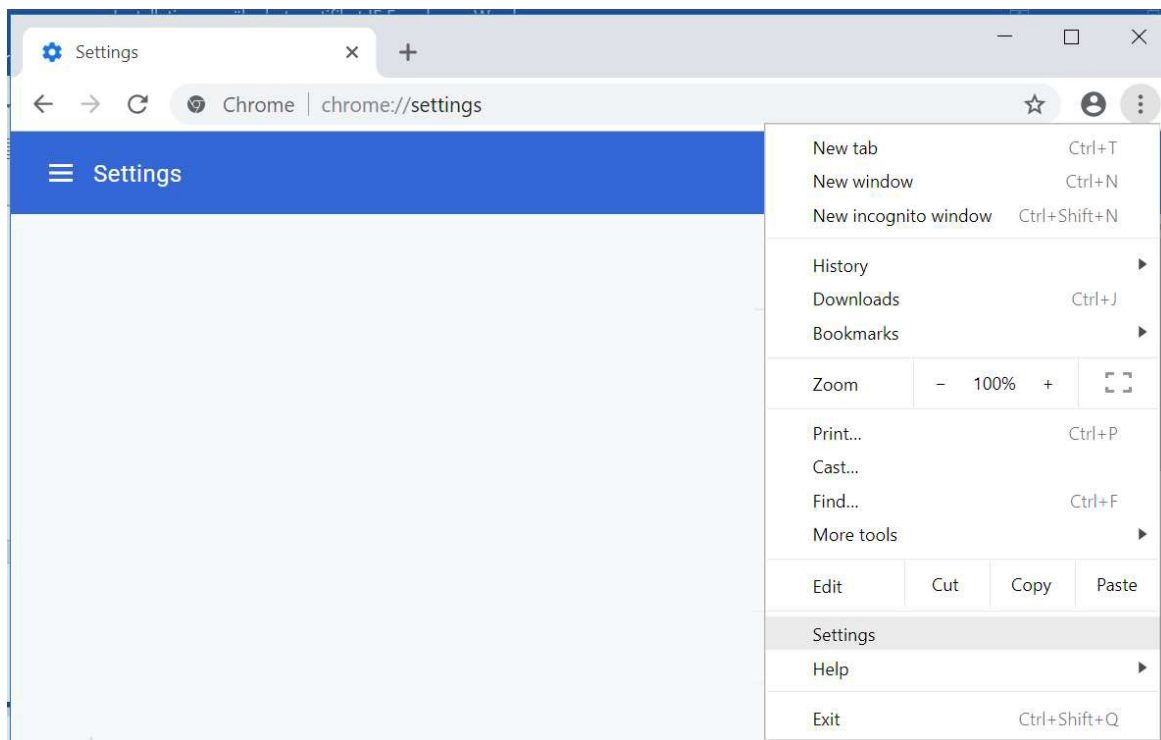 Settings
Chrome | chrome://settings
Settings
New tab Ctrl+T
New window Ctrl+N
New incognito window Ctrl+Shift+N
History
Downloads Ctrl+J
Bookmarks
Zoom - 100% +
Print... Ctrl+P
Cast...
Find... Ctrl+F
More tools
Edit Cut Copy Paste
Settings
Help
Exit Ctrl+Shift+Q